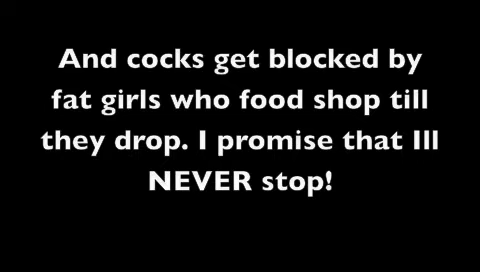 And cocks get blocked by
fat girls who food shop till
they drop. I promise that Ill
NEVER stop!